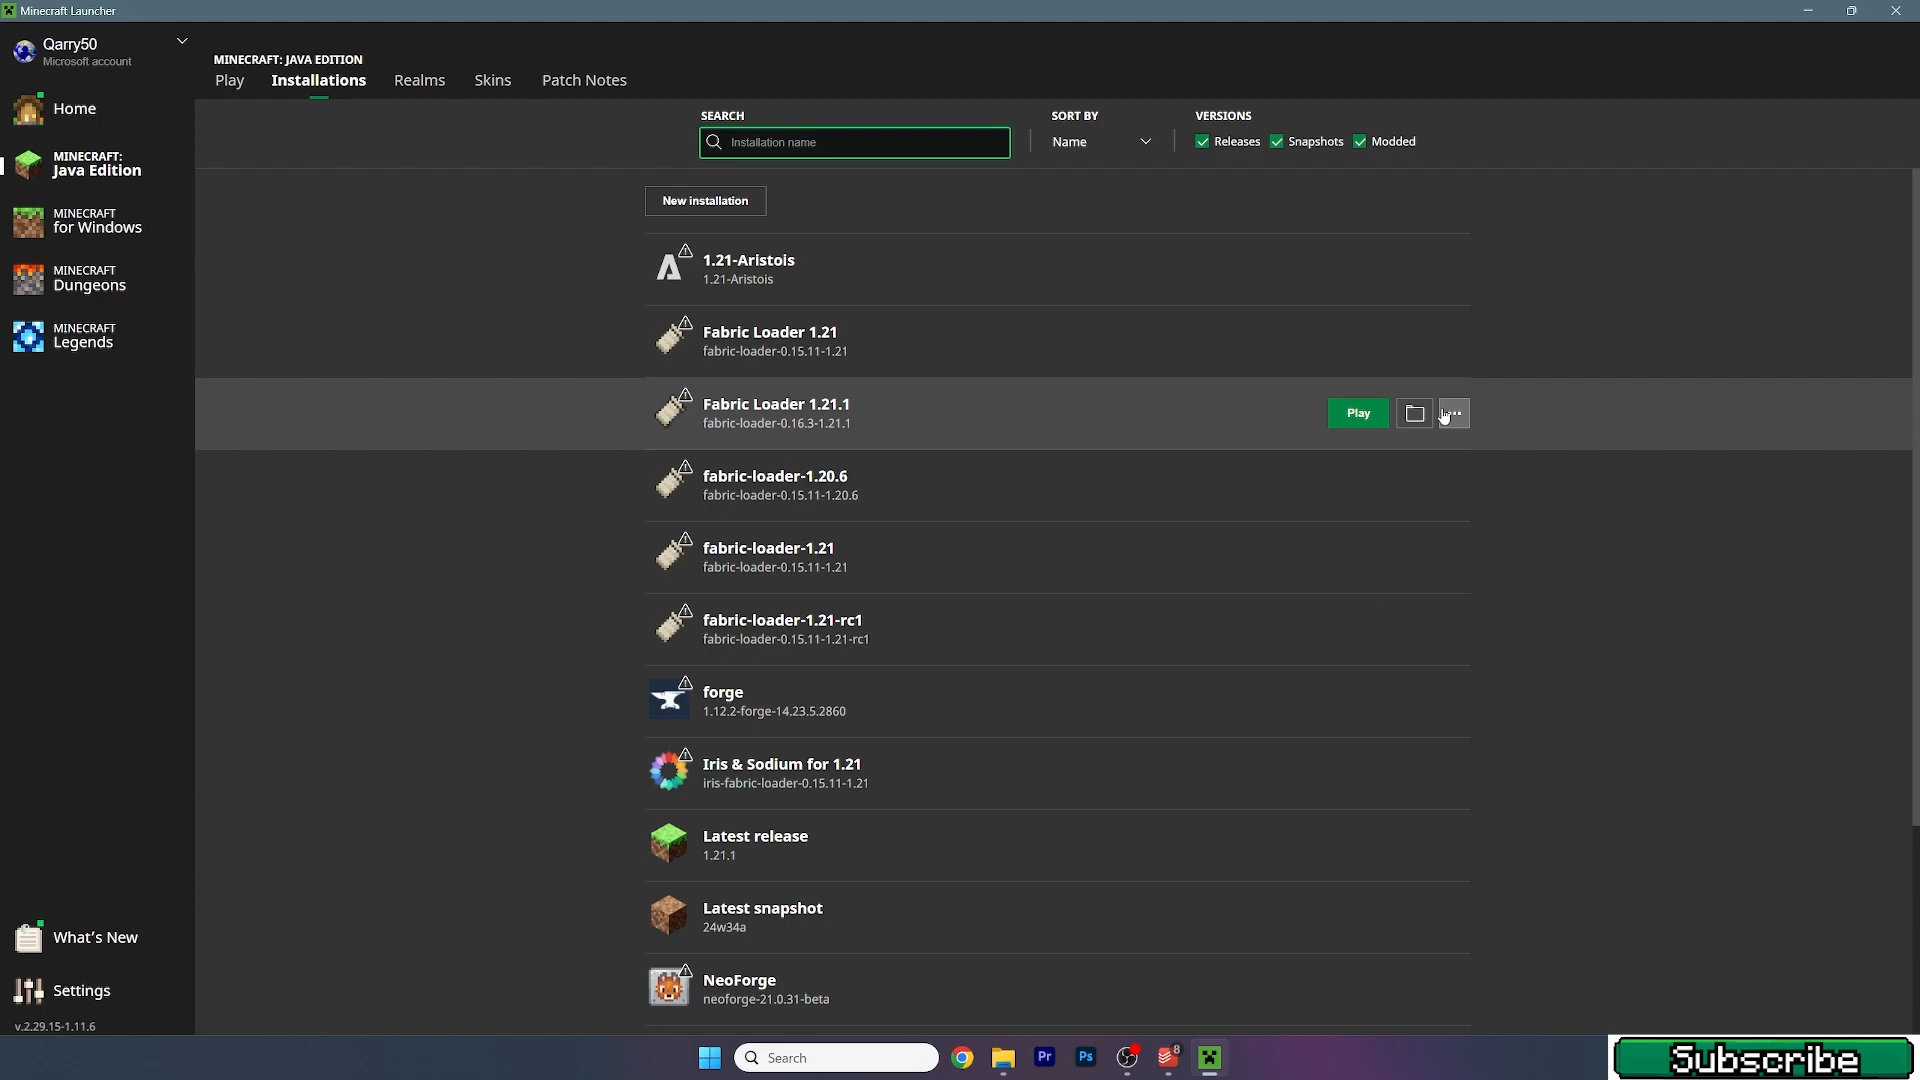 Minecraft Launcher
Qarry50
Microsoft account
Home
MINECRAFT:
Java Edition
MINECRAFT
for Windows
MINECRAFT
Dungeons
MINECRAFT
Legends
What's New
Settings
v.2.29.15-1.11.6
MINECRAFT: JAVA EDITION
Play Installations Realms Skins Patch Notes
SEARCH SORT BY VERSIONS
Installation name Name Releases Snapshots Modded
New installation
1.21-Aristois
1.21-Aristois
Fabric Loader 1.21
fabric-loader-0.15.11-1.21
Fabric Loader 1.21.1
fabric-loader-0.16.3-1.21.1
Play
fabric-loader-1.20.6
fabric-loader-0.15.11-1.20.6
fabric-loader-1.21
fabric-loader-0.15.11-1.21
fabric-loader-1.21-rc1
fabric-loader-0.15.11-1.21-rc1
forge
1.12.2-forge-14.23.5.2860
Iris & Sodium for 1.21
iris-fabric-loader-0.15.11-1.21
Latest release
1.21.1
Latest snapshot
24w34a
NeoForge
neoforge-21.0.31-beta
Search Pr Ps 8
Subscribe